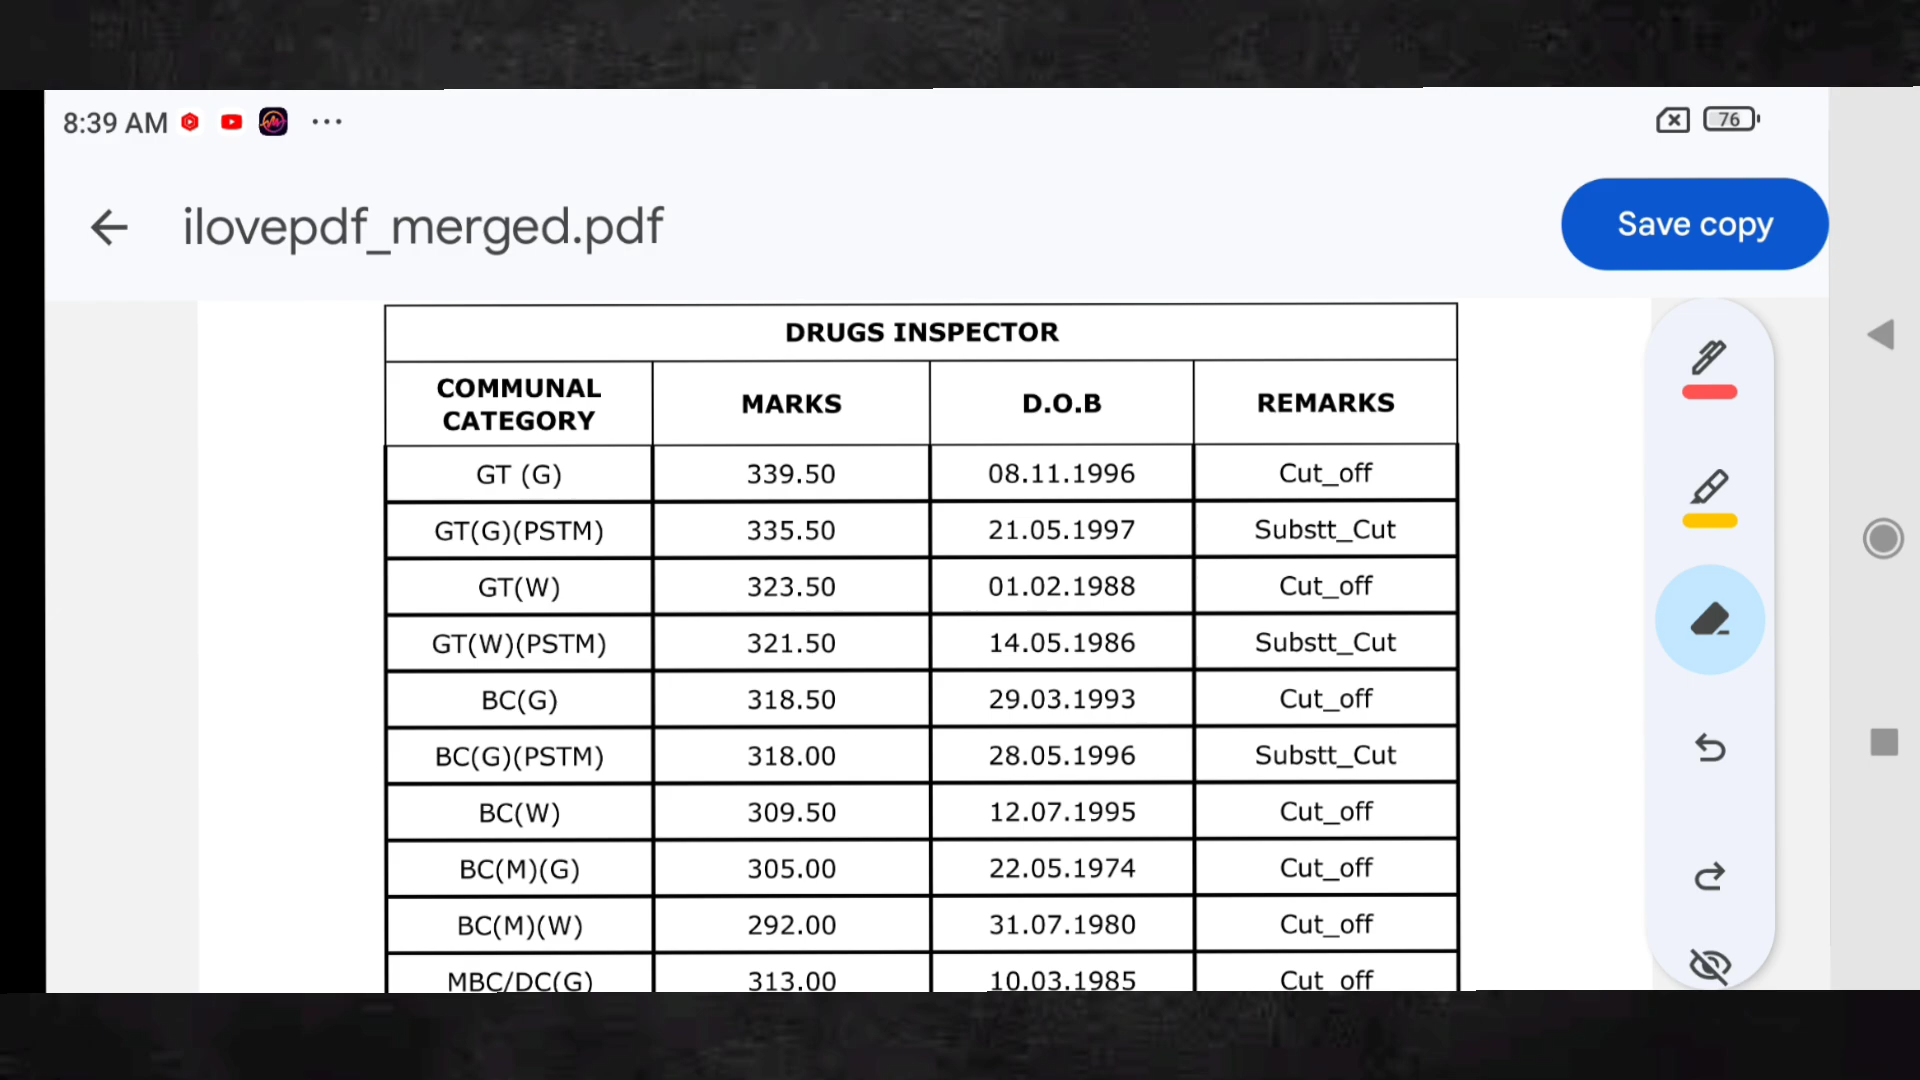 8:39 AM
76
ilovepdf_merged.pdf
Save copy
DRUGS INSPECTOR
COMMUNAL CATEGORY MARKS D.O.B REMARKS
GT (G) 339.50 08.11.1996 Cut_off
GT(G)(PSTM) 335.50 21.05.1997 Substt_Cut
GT(W) 323.50 01.02.1988 Cut_off
GT(W)(PSTM) 321.50 14.05.1986 Substt_Cut
BC(G) 318.50 29.03.1993 Cut_off
BC(G)(PSTM) 318.00 28.05.1996 Substt_Cut
BC(W) 309.50 12.07.1995 Cut_off
BC(M)(G) 305.00 22.05.1974 Cut_off
BC(M)(W) 292.00 31.07.1980 Cut_off
MBC/DC(G) 313.00 10.03.1985 Cut_off